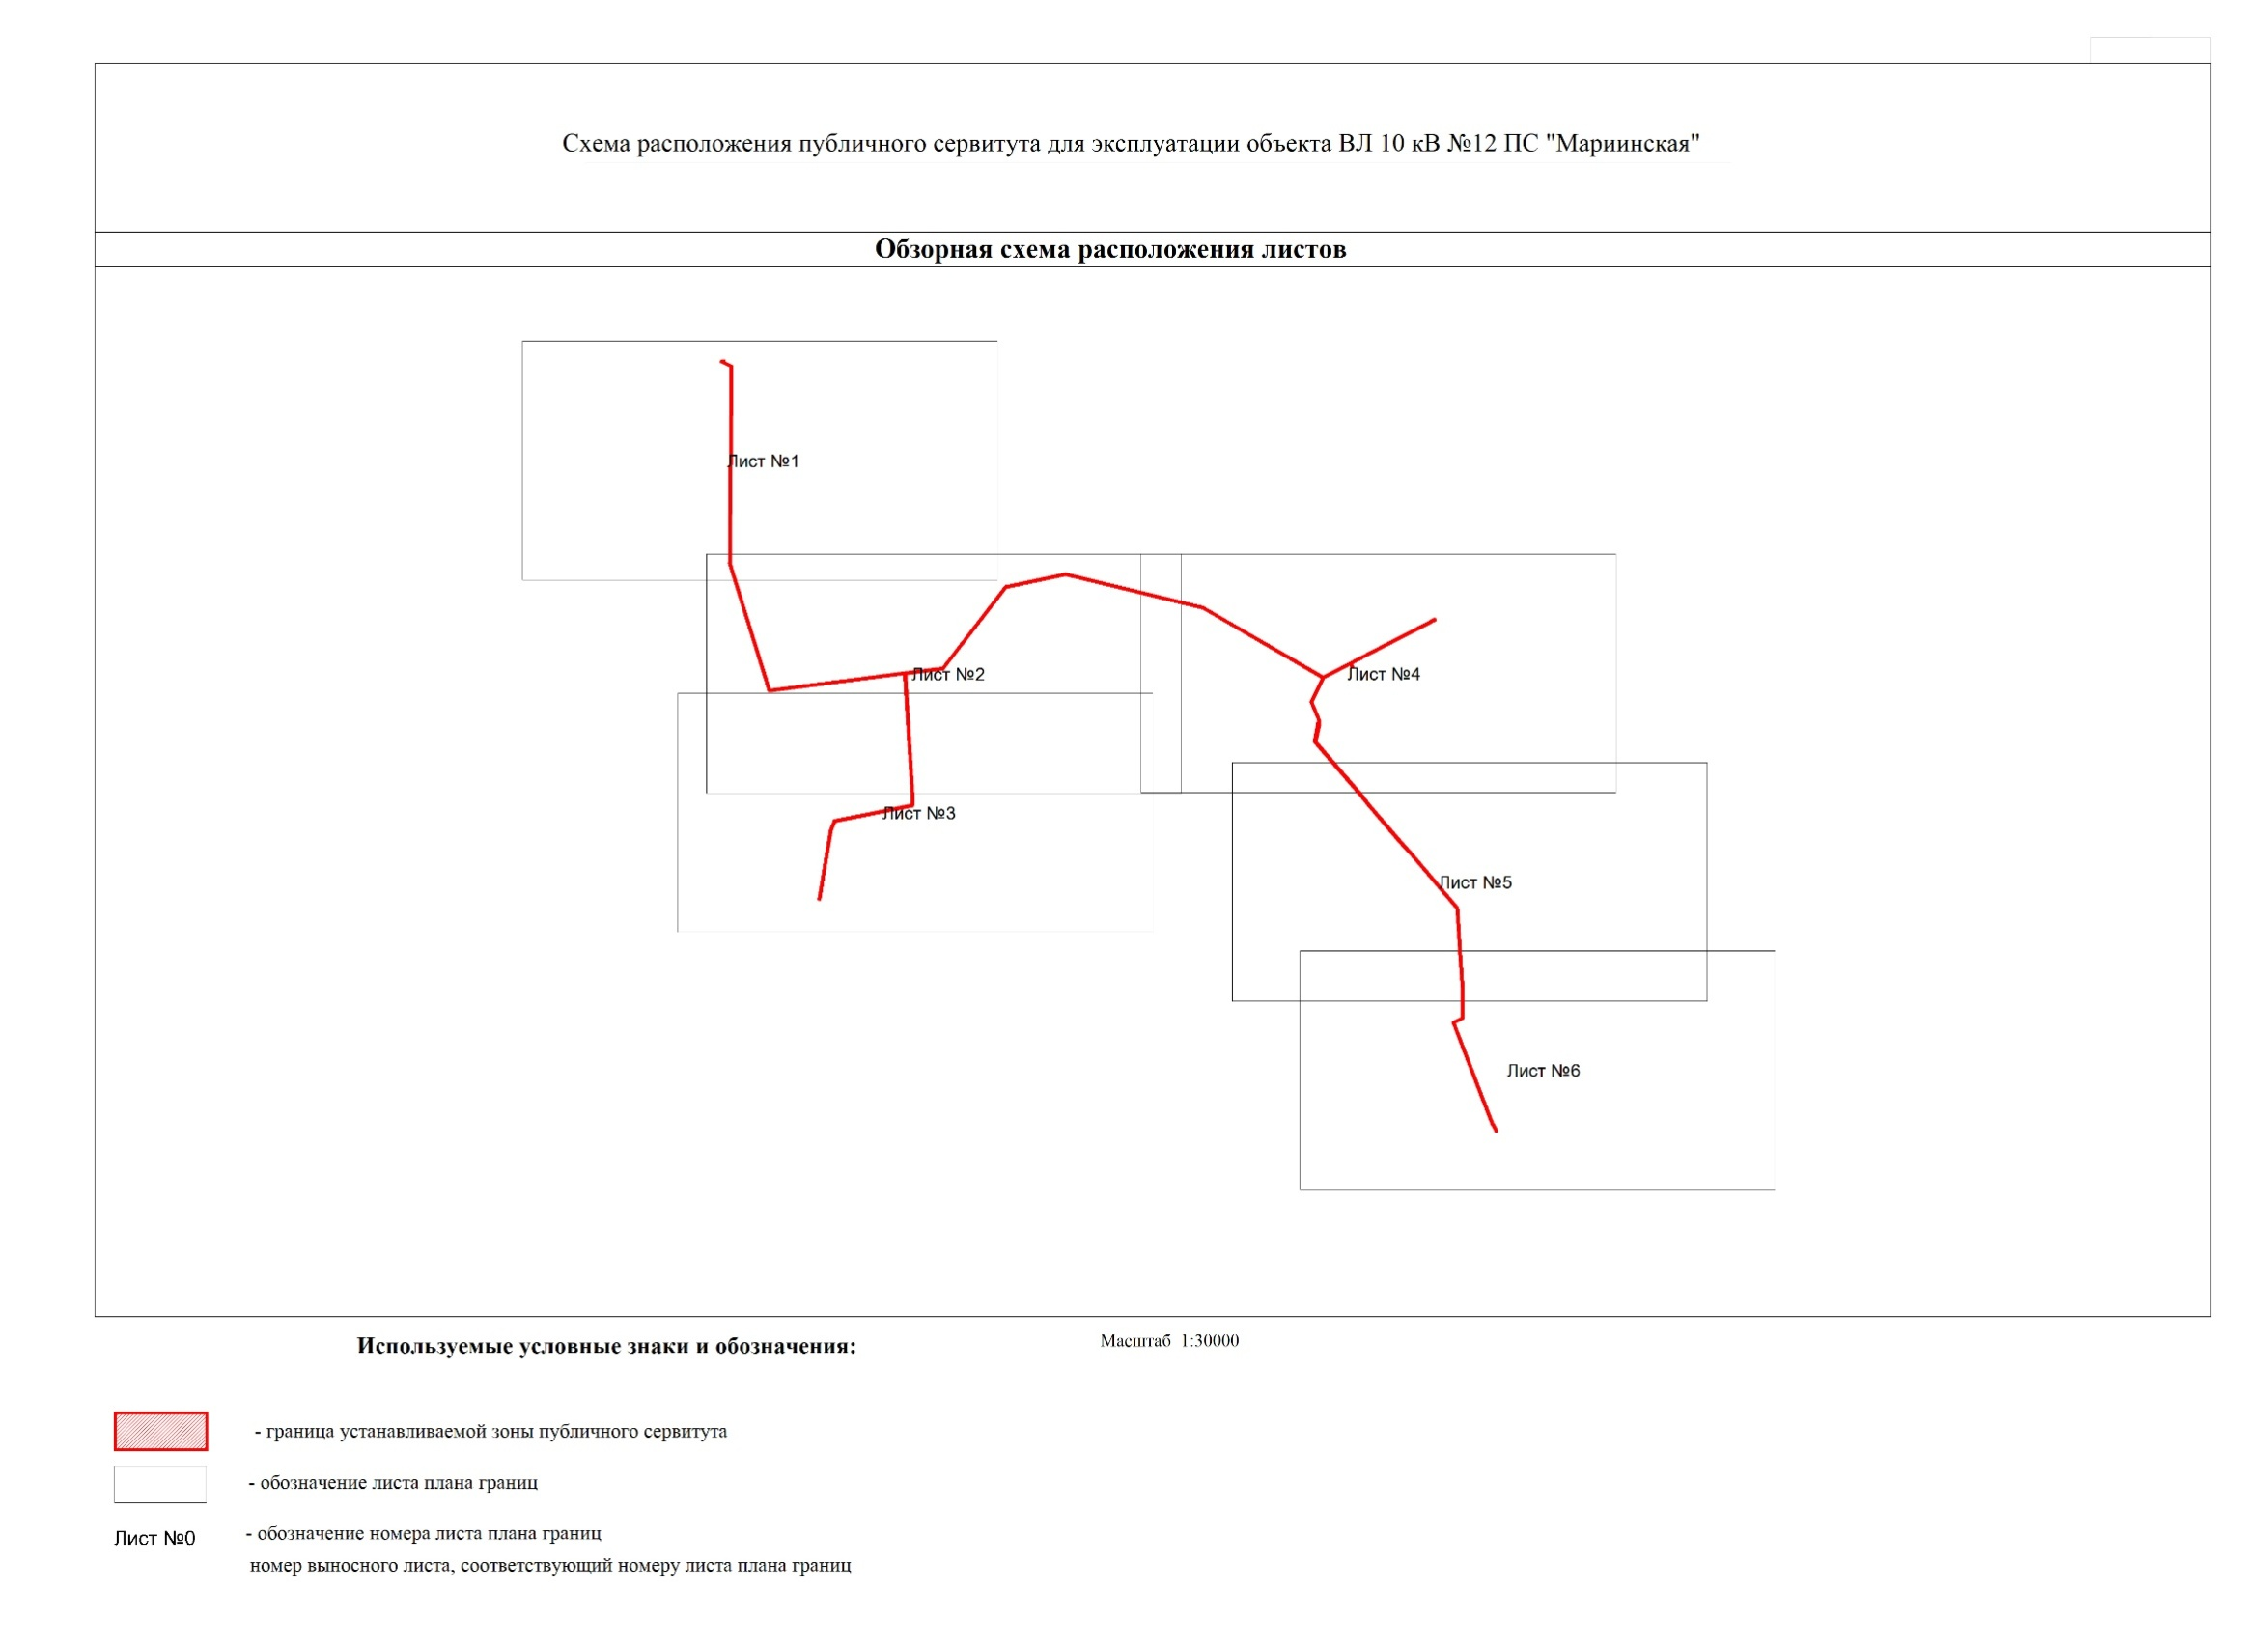 Схема расположения публичного сервитута для эксплуатации объекта ВЛ 10 кВ №12 ПС "Мариинская"
Обзорная схема расположения листов
Лист №1
Лист №2
Лист №4
Лист №3
Лист №5
Лист №6
Используемые условные знаки и обозначения:
Масштаб 1:30000
- граница устанавливаемой зоны публичного сервитута
- обозначение листа плана границ
Лист №0 - обозначение номера листа плана границ
номер выносного листа, соответствующий номеру листа плана границ